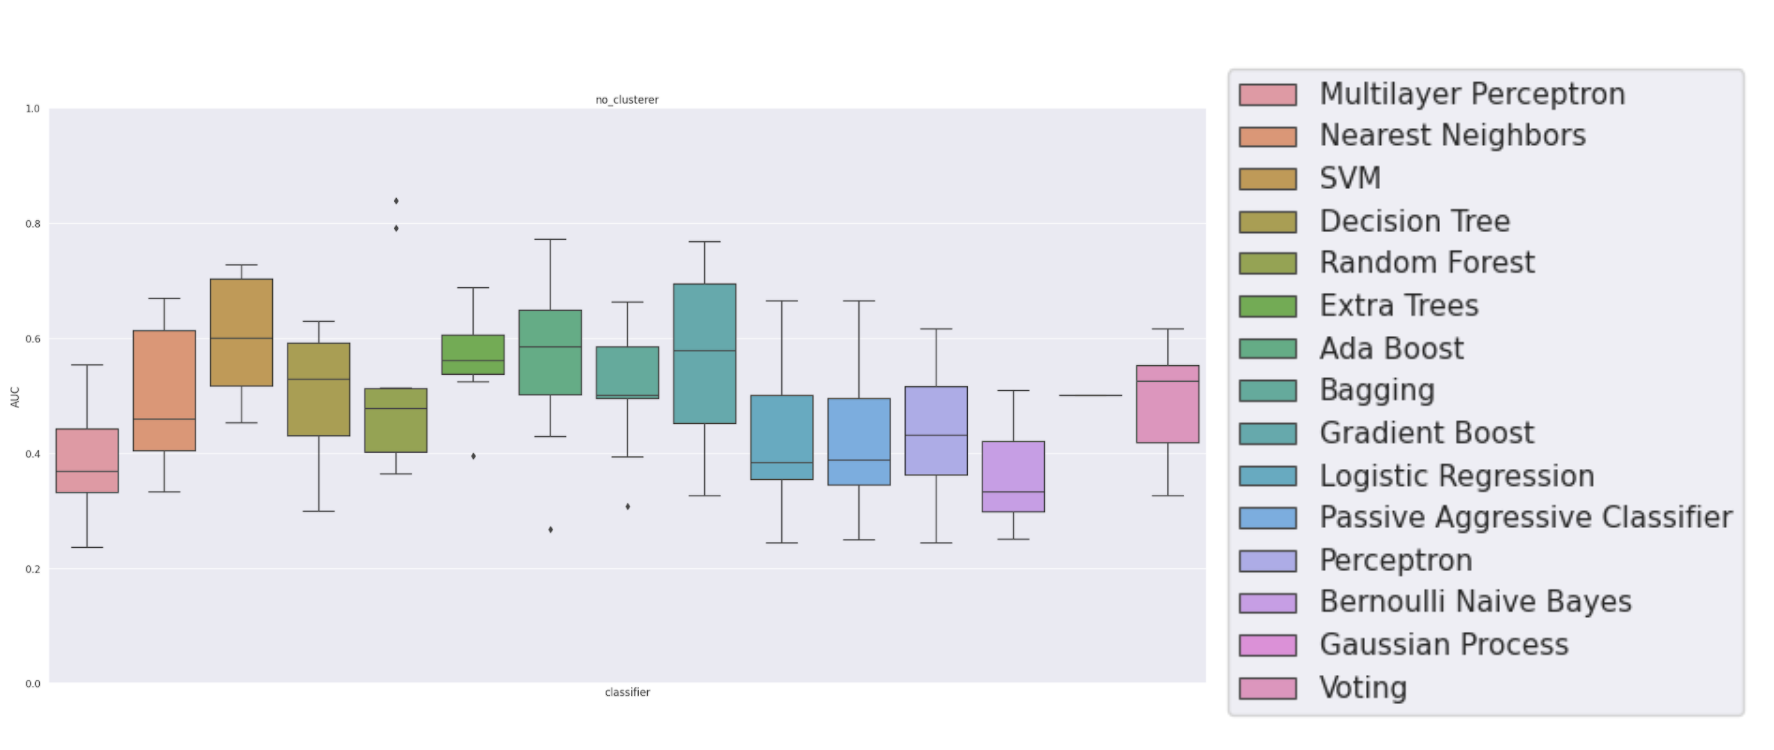 no_clusterer
1.0
0.8
0.6
0.4
0.2
0.0
AUC
classifier
Multilayer Perceptron
Nearest Neighbors
SVM
Decision Tree
Random Forest
Extra Trees
Ada Boost
Bagging
Gradient Boost
Logistic Regression
Passive Aggressive Classifier
Perceptron
Bernoulli Naive Bayes
Gaussian Process
Voting